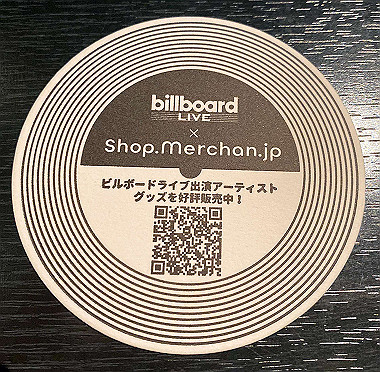 billboard
LIVE
×
Shop.Merchan.jp
ビルボードライブ出演アーティスト
グッズを好評販売中！